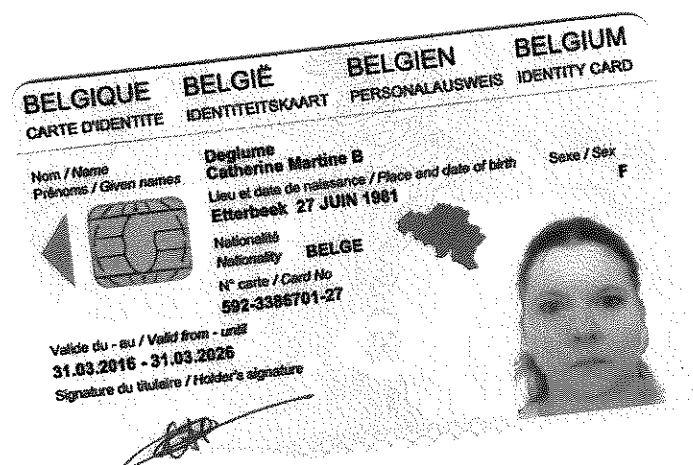 BELGIQUE BELGIË BELGIEN BELGIUM
CARTE D'IDENTITE IDENTITEITSKAART PERSONALAUSWEIS IDENTITY CARD
Nom / Name Deglume
Prénoms / Given names Catherine Martine B
Lieu et date de naissance / Place and date of birth Sexe / Sex
Etterbeek 27 JUIN 1981 F
Nationalité
Nationality BELGE
N° carte / Card No
592-3386701-27
Valide du - au / Valid from - until
31.03.2016 - 31.03.2026
Signature du titulaire / Holder's signature